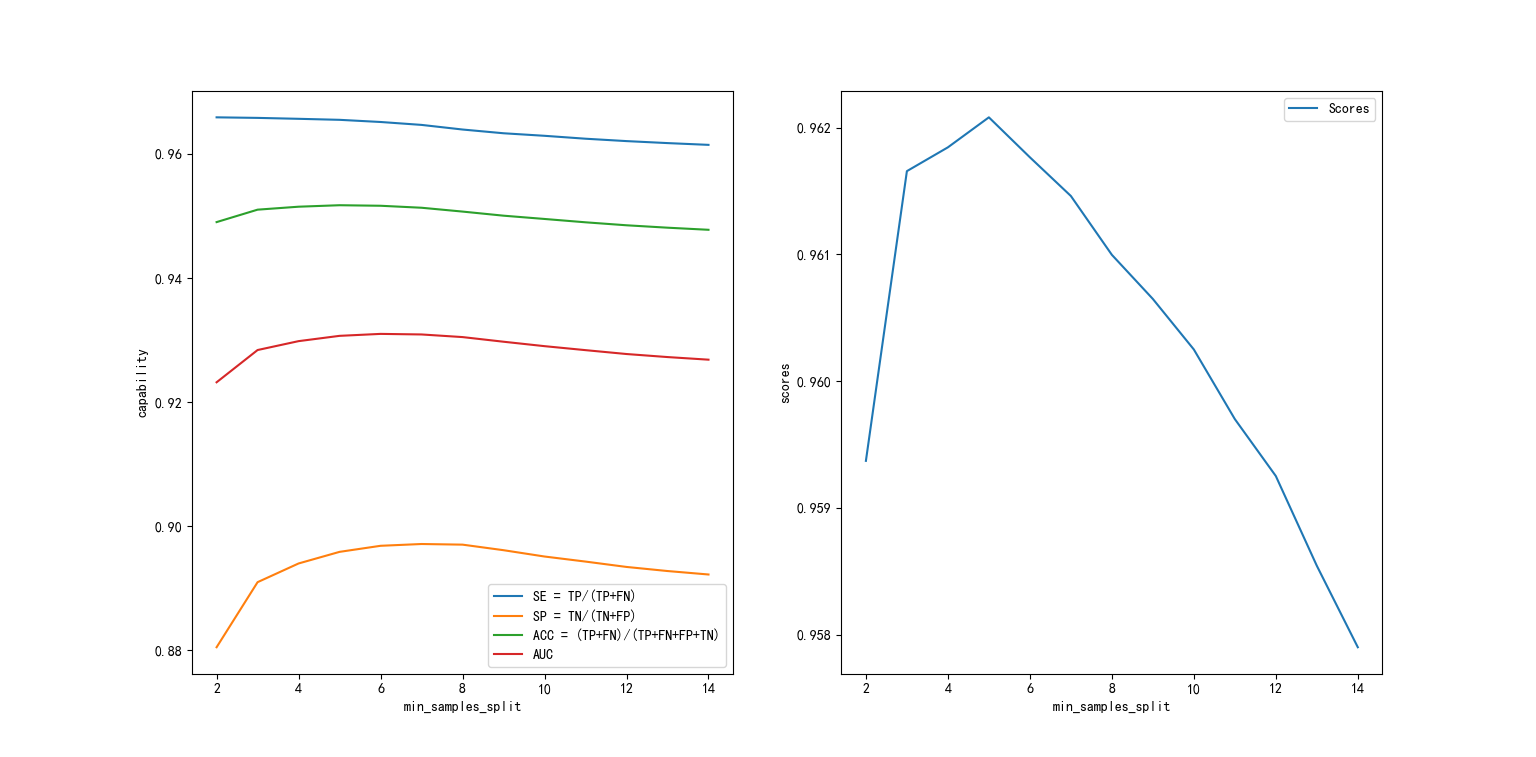 0.96
0.94
0.92
0.90
0.88
capability
2 4 6 8 10 12 14
min_samples_split
SE = TP/(TP+FN)
SP = TN/(TN+FP)
ACC = (TP+FN)/(TP+FN+FP+TN)
AUC
Scores
0.962
0.961
0.960
0.959
0.958
scores
2 4 6 8 10 12 14
min_samples_split